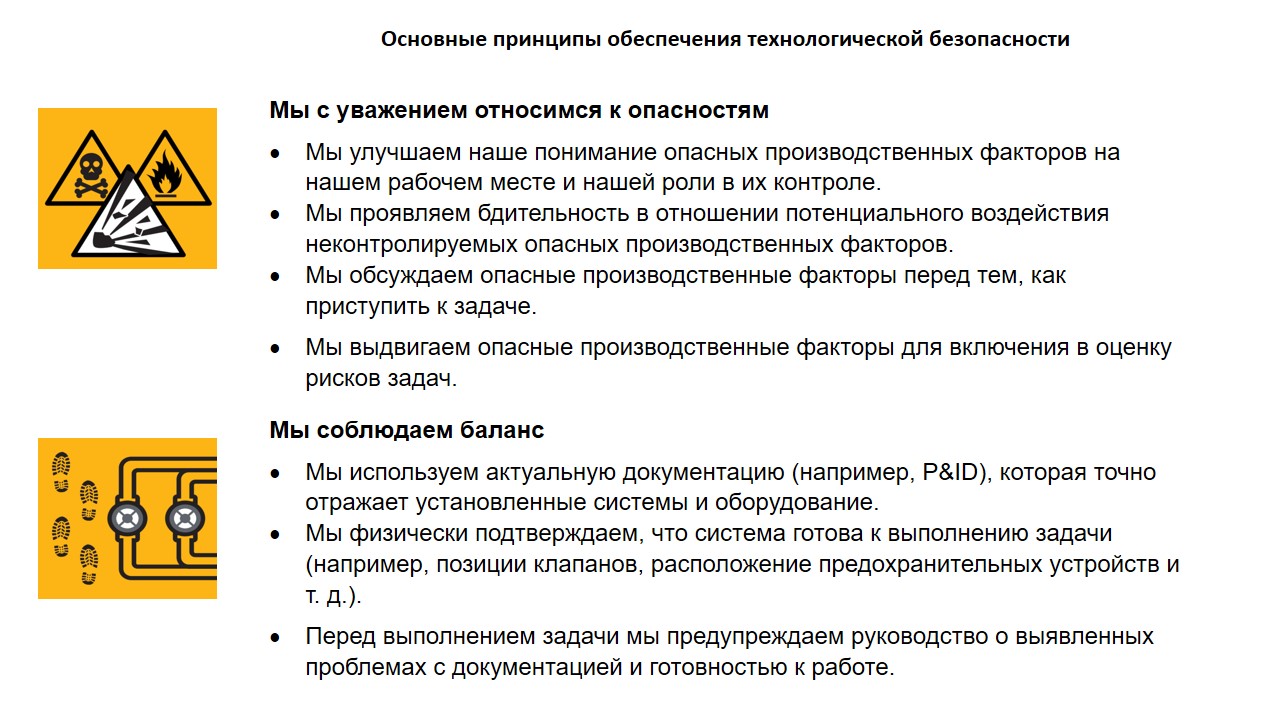 Основные принципы обеспечения технологической безопасности
Мы с уважением относимся к опасностям
• Мы улучшаем наше понимание опасных производственных факторов на
нашем рабочем месте и нашей роли в их контроле.
• Мы проявляем бдительность в отношении потенциального воздействия
неконтролируемых опасных производственных факторов.
• Мы обсуждаем опасные производственные факторы перед тем, как
приступить к задаче.
• Мы выдвигаем опасные производственные факторы для включения в оценку
рисков задач.
Мы соблюдаем баланс
• Мы используем актуальную документацию (например, P&ID), которая точно
отражает установленные системы и оборудование.
• Мы физически подтверждаем, что система готова к выполнению задачи
(например, позиции клапанов, расположение предохранительных устройств и
т. д.).
• Перед выполнением задачи мы предупреждаем руководство о выявленных
проблемах с документацией и готовностью к работе.